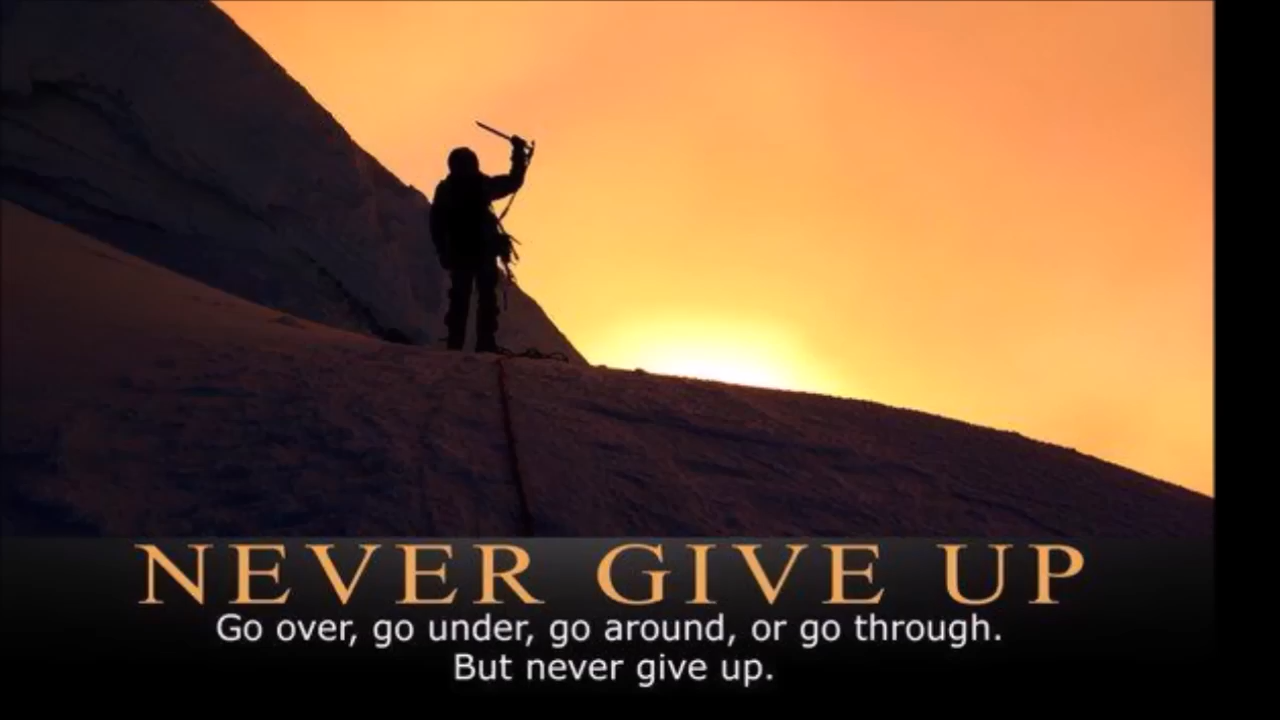 NEVER GIVE UP
Go over, go under, go around, or go through.
But never give up.